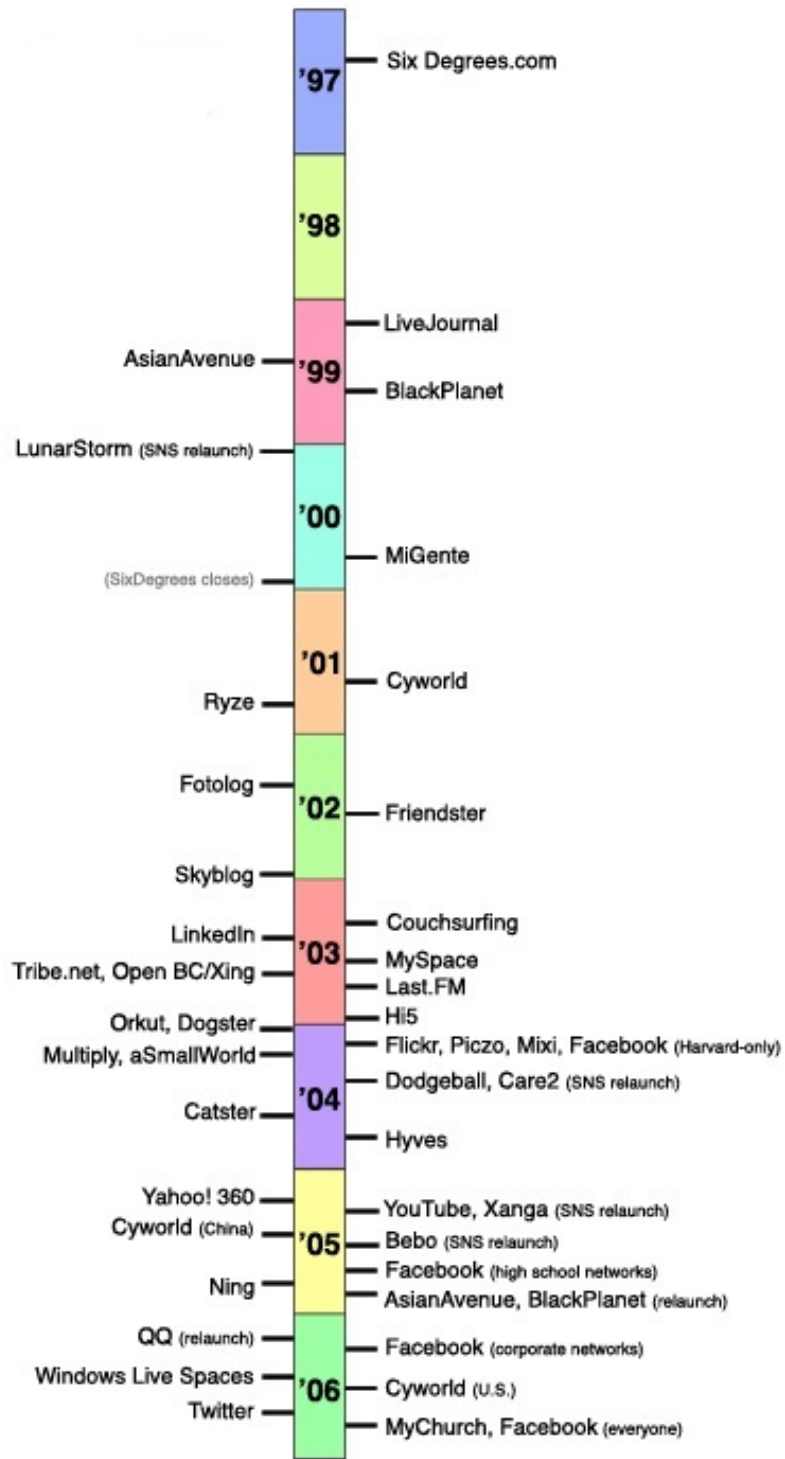 '97
Six Degrees.com
'98
LiveJournal
AsianAvenue
'99
BlackPlanet
LunarStorm (SNS relaunch)
'00
MiGente
(SixDegrees closes)
'01
Cyworld
Ryze
Fotolog
'02
Friendster
Skyblog
Couchsurfing
LinkedIn
'03
MySpace
Tribe.net, Open BC/Xing
Last.FM
Hi5
Orkut, Dogster
Flickr, Piczo, Mixi, Facebook (Harvard-only)
Multiply, aSmallWorld
Dodgeball, Care2 (SNS relaunch)
'04
Catster
Hyves
Yahoo! 360
YouTube, Xanga (SNS relaunch)
Cyworld (China)
'05
Bebo (SNS relaunch)
Facebook (high school networks)
Ning
AsianAvenue, BlackPlanet (relaunch)
QQ (relaunch)
Facebook (corporate networks)
Windows Live Spaces
'06
Cyworld (U.S.)
Twitter
MyChurch, Facebook (everyone)